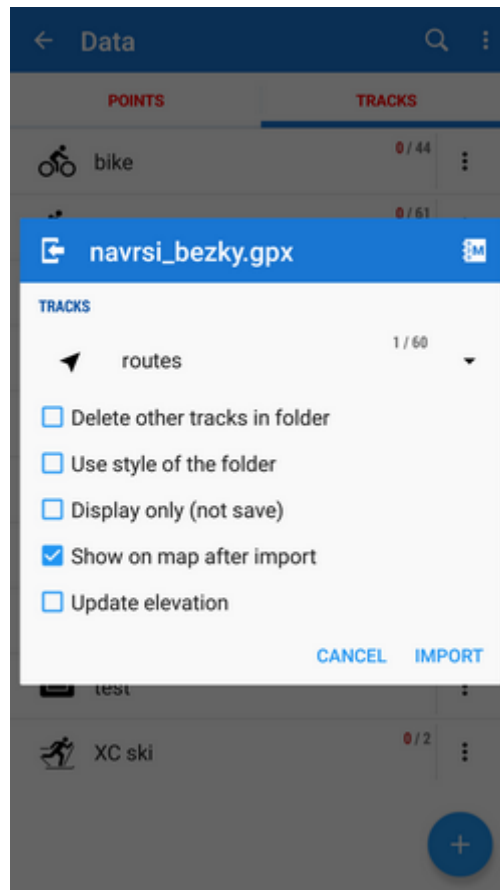 Data
POINTS
TRACKS
bike
0 / 44
0 / 61
navrsi_bezky.gpx
TRACKS
routes
1 / 60
Delete other tracks in folder
Use style of the folder
Display only (not save)
Show on map after import
Update elevation
CANCEL
IMPORT
test
XC ski
0 / 2